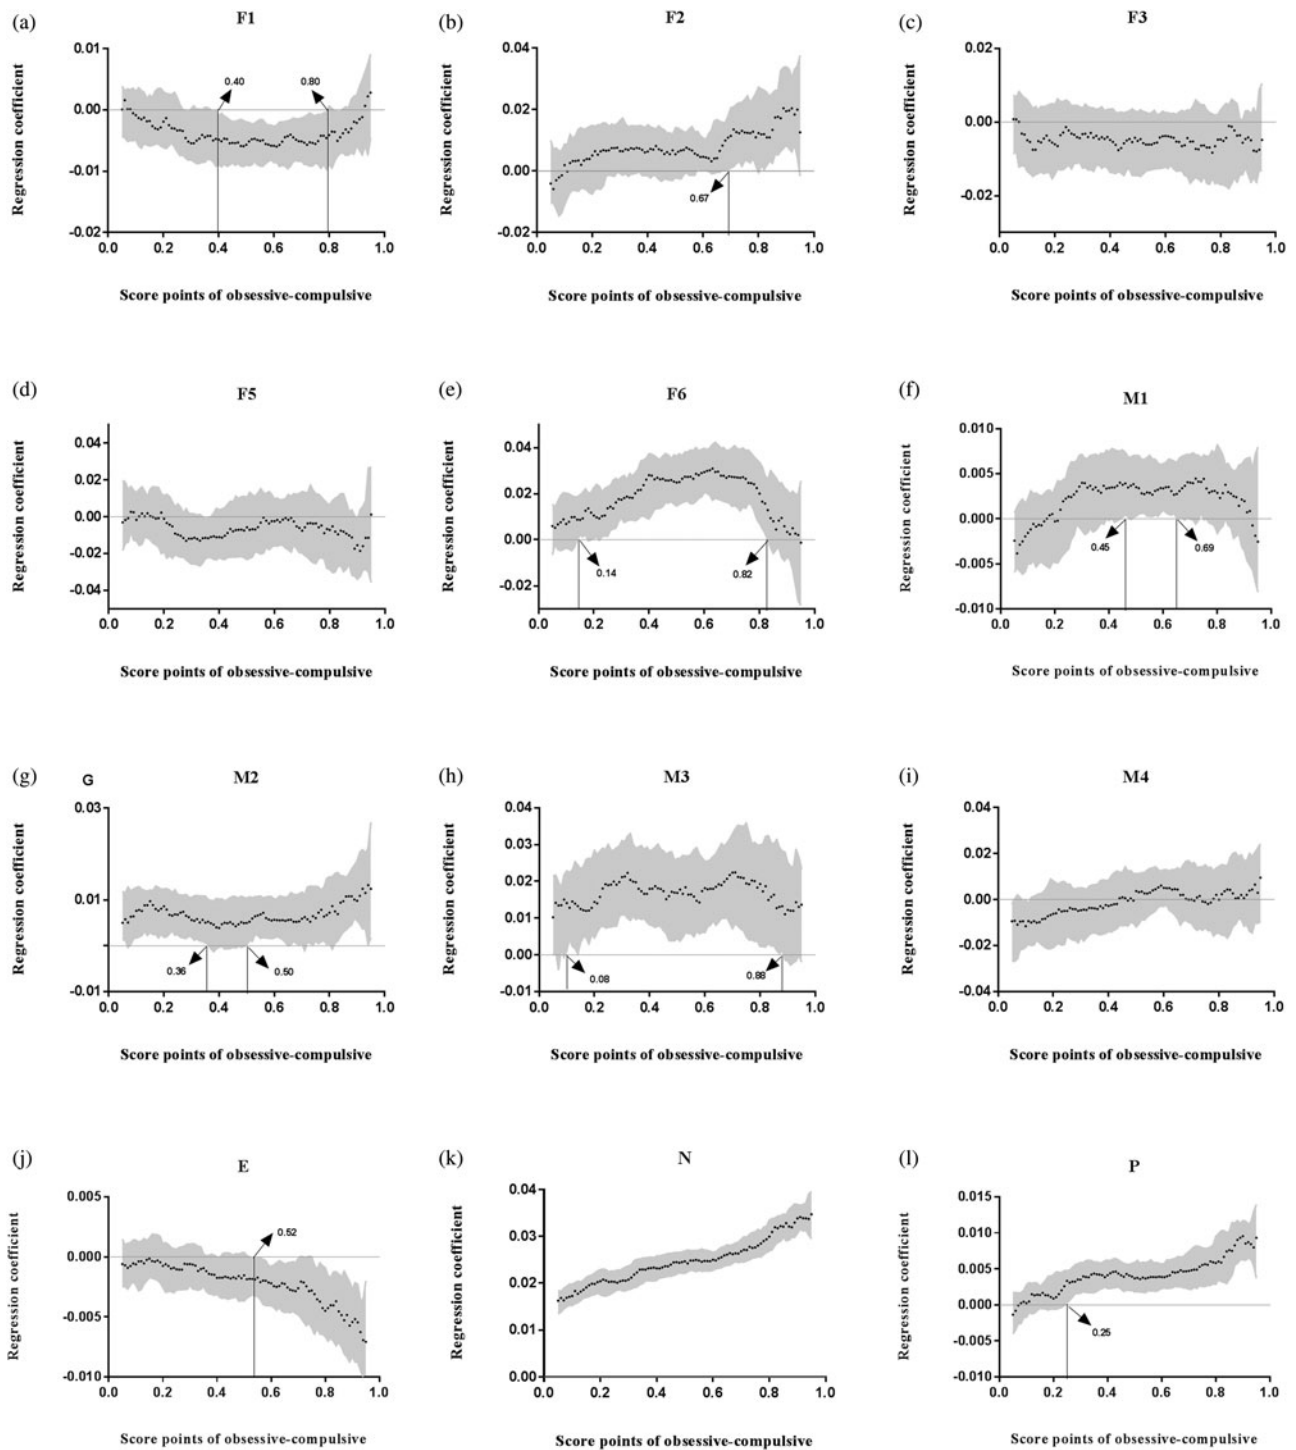 (a) F1
Regression coefficient
0.01
0.00
-0.01
-0.02
0.40 0.80
0.0 0.2 0.4 0.6 0.8 1.0
Score points of obsessive-compulsive
(b) F2
Regression coefficient
0.04
0.02
0.00
-0.02
0.67
0.0 0.2 0.4 0.6 0.8 1.0
Score points of obsessive-compulsive
(c) F3
Regression coefficient
0.02
0.00
-0.02
0.0 0.2 0.4 0.6 0.8 1.0
Score points of obsessive-compulsive
(d) F5
Regression coefficient
0.04
0.02
0.00
-0.02
-0.04
0.0 0.2 0.4 0.6 0.8 1.0
Score points of obsessive-compulsive
(e) F6
Regression coefficient
0.04
0.02
0.00
-0.02
0.14 0.82
0.0 0.2 0.4 0.6 0.8 1.0
Score points of obsessive-compulsive
(f) M1
Regression coefficient
0.010
0.005
0.000
-0.005
-0.010
0.45 0.69
0.0 0.2 0.4 0.6 0.8 1.0
Score points of obsessive-compulsive
(g) G M2
Regression coefficient
0.03
0.01
-0.01
0.36 0.50
0.0 0.2 0.4 0.6 0.8 1.0
Score points of obsessive-compulsive
(h) M3
Regression coefficient
0.04
0.03
0.02
0.01
0.00
-0.01
0.08 0.88
0.0 0.2 0.4 0.6 0.8 1.0
Score points of obsessive-compulsive
(i) M4
Regression coefficient
0.04
0.02
0.00
-0.02
-0.04
0.0 0.2 0.4 0.6 0.8 1.0
Score points of obsessive-compulsive
(j) E
Regression coefficient
0.005
0.000
-0.005
-0.010
0.52
0.0 0.2 0.4 0.6 0.8 1.0
Score points of obsessive-compulsive
(k) N
Regression coefficient
0.04
0.03
0.02
0.01
0.00
0.0 0.2 0.4 0.6 0.8 1.0
Score points of obsessive-compulsive
(l) P
Regression coefficient
0.015
0.010
0.005
0.000
-0.005
-0.010
0.25
0.0 0.2 0.4 0.6 0.8 1.0
Score points of obsessive-compulsive